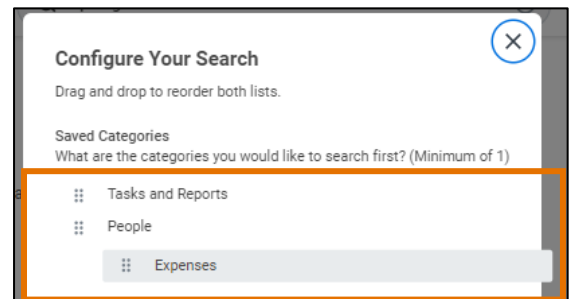 Configure Your Search
Drag and drop to reorder both lists.
Saved Categories
What are the categories you would like to search first? (Minimum of 1)
Tasks and Reports
People
Expenses